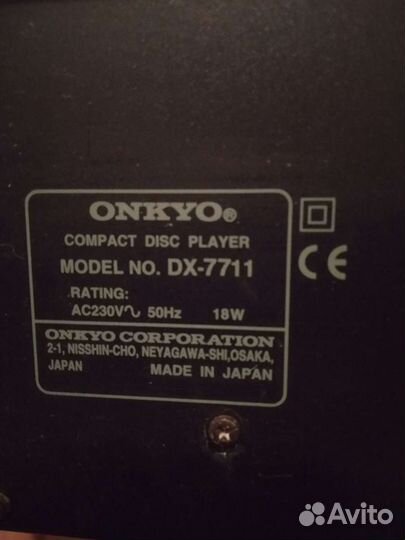 ONKYO®
COMPACT DISC PLAYER
MODEL NO. DX-7711
RATING:
AC230V∿ 50Hz 18W
ONKYO CORPORATION
2-1, NISSHIN-CHO, NEYAGAWA-SHI,OSAKA,
JAPAN MADE IN JAPAN
CE
Avito